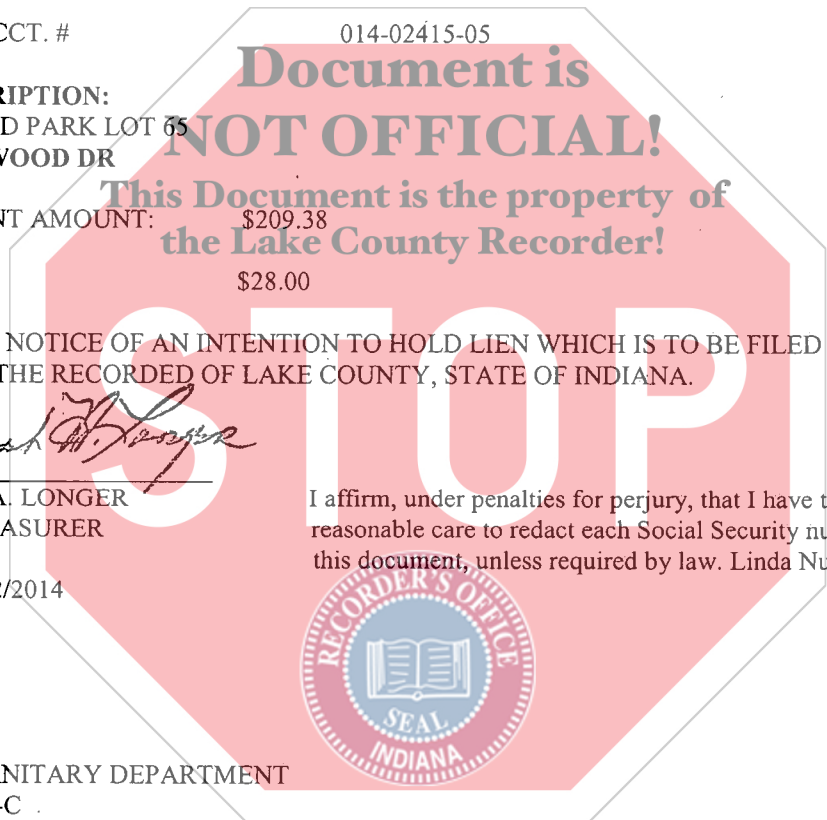 CCT. # 014-02415-05
Document is
RIPTION:
D PARK LOT 65
NOT OFFICIAL!
WOOD DR
This Document is the property of
NT AMOUNT: $209.38
the Lake County Recorder!
$28.00
STOP
NOTICE OF AN INTENTION TO HOLD LIEN WHICH IS TO BE FILED
THE RECORDED OF LAKE COUNTY, STATE OF INDIANA.
A. LONGER
ASURER
I affirm, under penalties for perjury, that I have t
reasonable care to redact each Social Security nu
this document, unless required by law. Linda Nu
2/2014
RECORDER'S OFFICE
SEAL
INDIANA
NITARY DEPARTMENT
-C